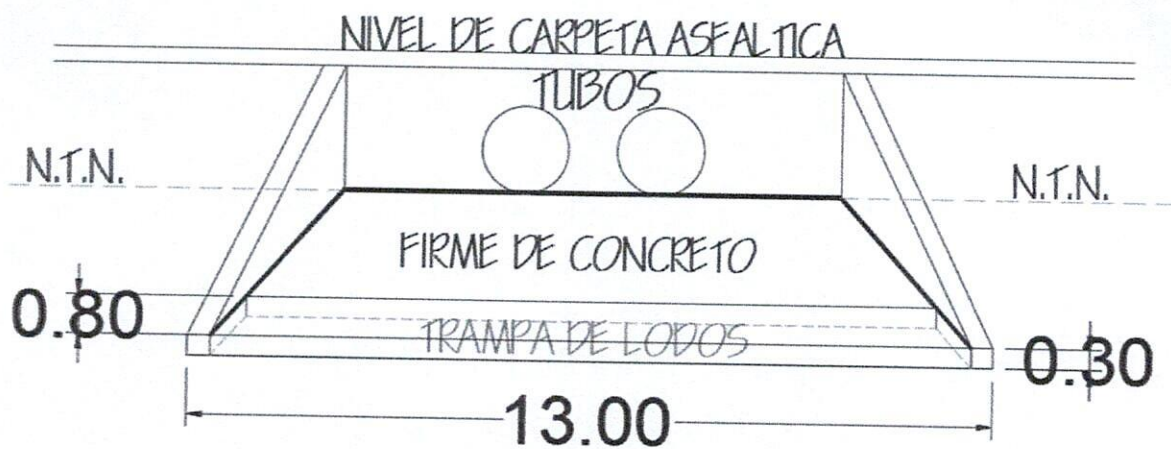 NIVEL DE CARPETA ASFALTICA
TUBOS
N.T.N.
N.T.N.
FIRME DE CONCRETO
0.80
TRAMPA DE LODOS
0.30
13.00